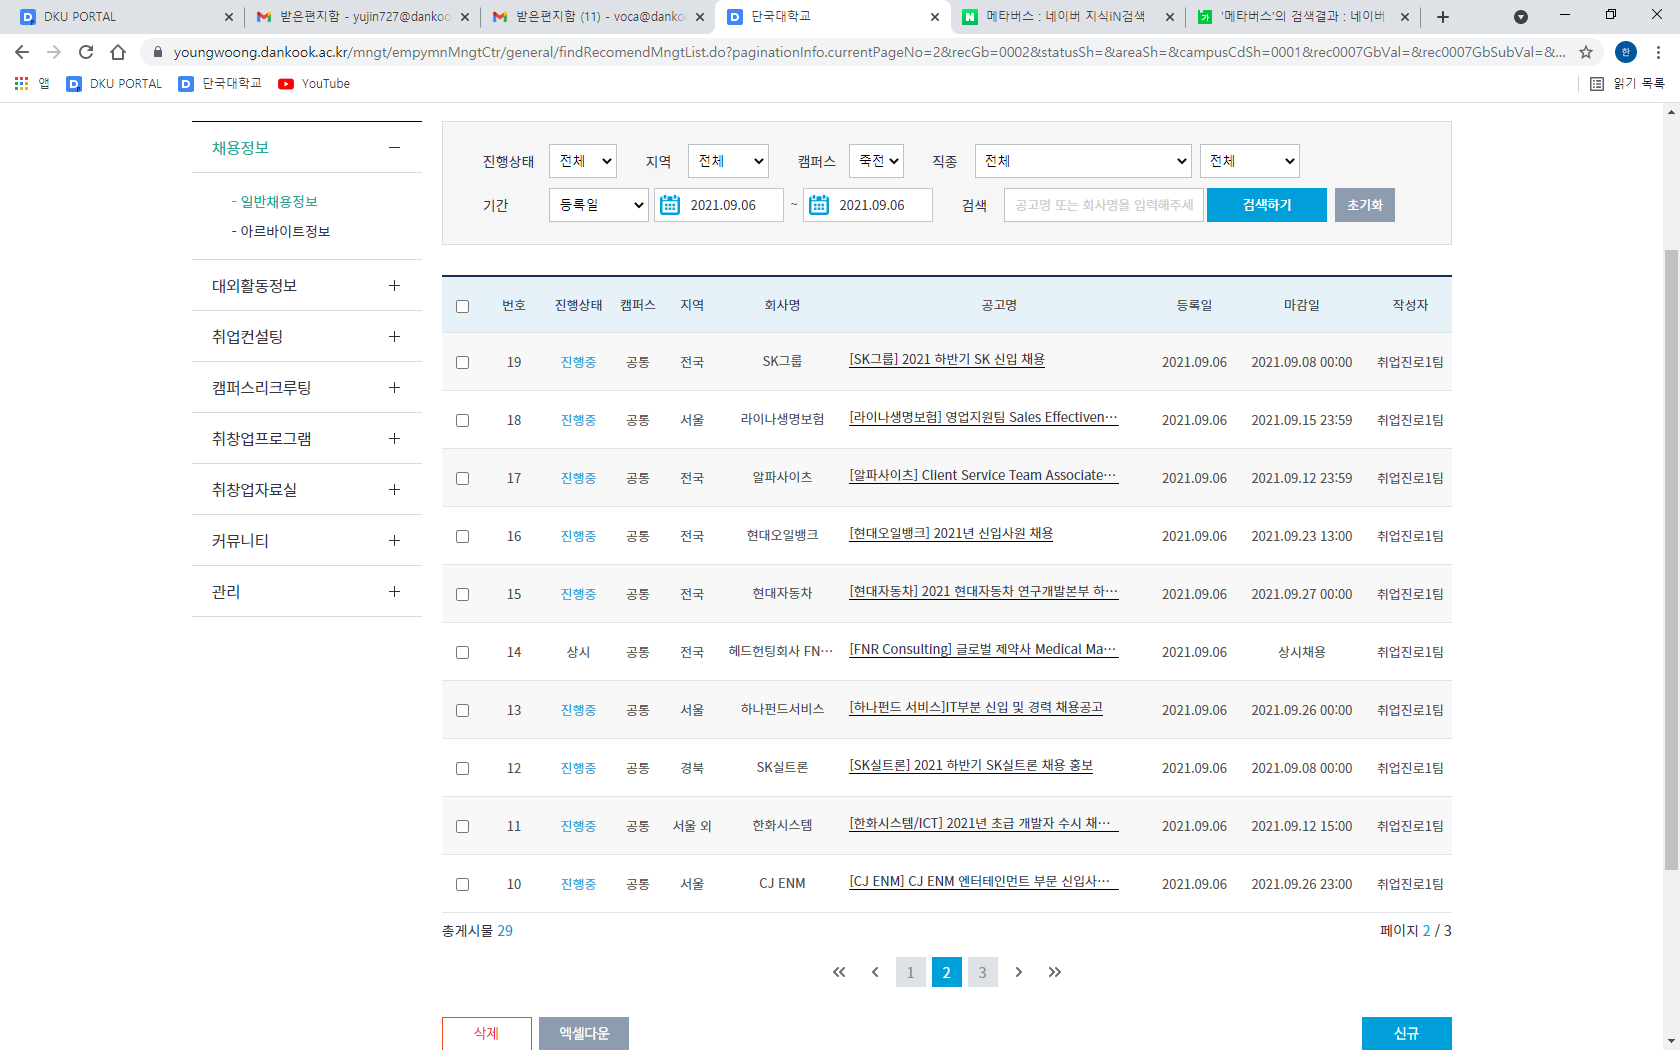 DKU PORTAL
받은편지함 - yujin727@dankoo
받은편지함 (11) - voca@danko
단국대학교
메타버스 : 네이버 지식iN검색
'메타버스'의 검색결과 : 네이버
youngwoong.dankook.ac.kr/mngt/empymnMngtCtr/general/findRecomendMngtList.do?paginationInfo.currentPageNo=2&recGb=0002&statusSh=&areaSh=&campusCdSh=0001&rec0007GbVal=&rec0007GbSubVal=&...
한
앱 DKU PORTAL 단국대학교 YouTube 읽기 목록
채용정보
- 일반채용정보
- 아르바이트정보
대외활동정보
취업컨설팅
캠퍼스리크루팅
취창업프로그램
취창업자료실
커뮤니티
관리
진행상태 전체 지역 전체 캠퍼스 죽전 직종 전체 전체
기간 등록일 2021.09.06 ~ 2021.09.06 검색 공고명 또는 회사명을 입력해주세 검색하기 초기화
번호 진행상태 캠퍼스 지역 회사명 공고명 등록일 마감일 작성자
19 진행중 공통 전국 SK그룹 [SK그룹] 2021 하반기 SK 신입 채용 2021.09.06 2021.09.08 00:00 취업진로1팀
18 진행중 공통 서울 라이나생명보험 [라이나생명보험] 영업지원팀 Sales Effectiven… 2021.09.06 2021.09.15 23:59 취업진로1팀
17 진행중 공통 전국 알파사이츠 [알파사이츠] Client Service Team Associate… 2021.09.06 2021.09.12 23:59 취업진로1팀
16 진행중 공통 전국 현대오일뱅크 [현대오일뱅크] 2021년 신입사원 채용 2021.09.06 2021.09.23 13:00 취업진로1팀
15 진행중 공통 전국 현대자동차 [현대자동차] 2021 현대자동차 연구개발본부 하… 2021.09.06 2021.09.27 00:00 취업진로1팀
14 상시 공통 전국 헤드헌팅회사 FN… [FNR Consulting] 글로벌 제약사 Medical Ma… 2021.09.06 상시채용 취업진로1팀
13 진행중 공통 서울 하나펀드서비스 [하나펀드 서비스]IT부분 신입 및 경력 채용공고 2021.09.06 2021.09.26 00:00 취업진로1팀
12 진행중 공통 경북 SK실트론 [SK실트론] 2021 하반기 SK실트론 채용 홍보 2021.09.06 2021.09.08 00:00 취업진로1팀
11 진행중 공통 서울 외 한화시스템 [한화시스템/ICT] 2021년 초급 개발자 수시 채… 2021.09.06 2021.09.12 15:00 취업진로1팀
10 진행중 공통 서울 CJ ENM [CJ ENM] CJ ENM 엔터테인먼트 부문 신입사… 2021.09.06 2021.09.26 23:00 취업진로1팀
총게시물 29 페이지 2 / 3
1 2 3
삭제 엑셀다운 신규